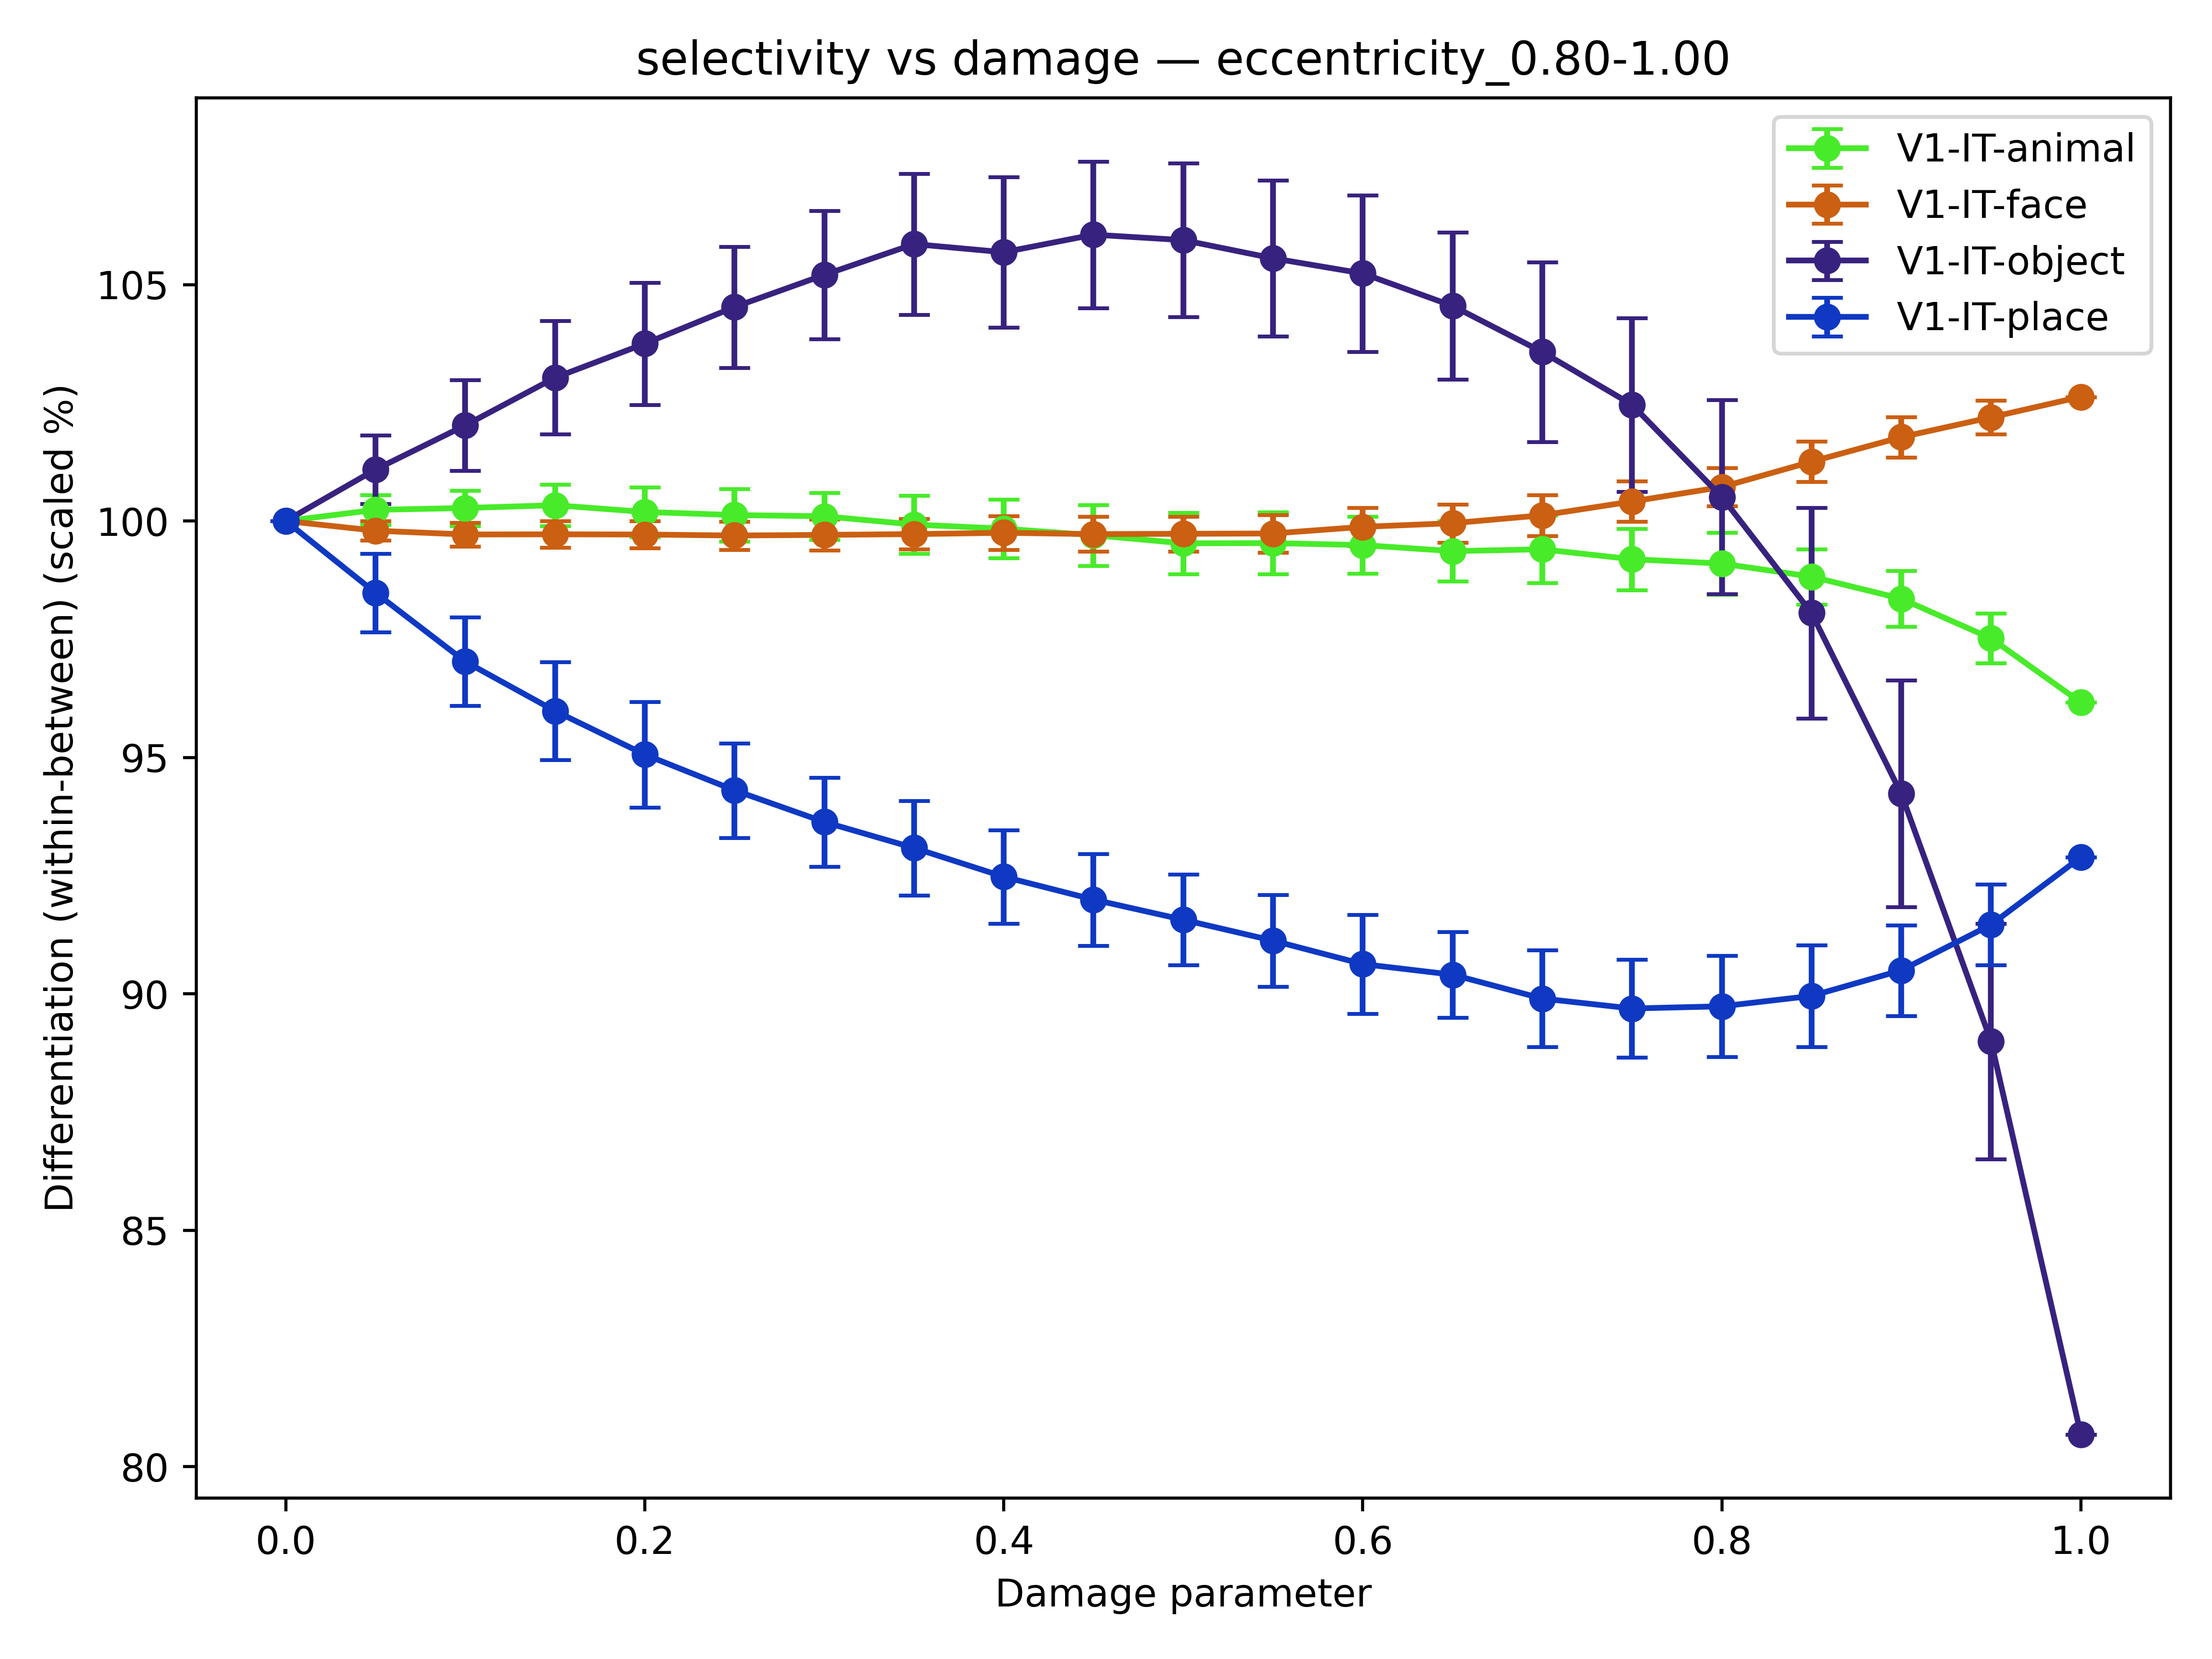 selectivity vs damage — eccentricity_0.80-1.00
V1-IT-animal
V1-IT-face
V1-IT-object
V1-IT-place
Differentiation (within-between) (scaled %)
105
100
95
90
85
80
0.0 0.2 0.4 0.6 0.8 1.0
Damage parameter